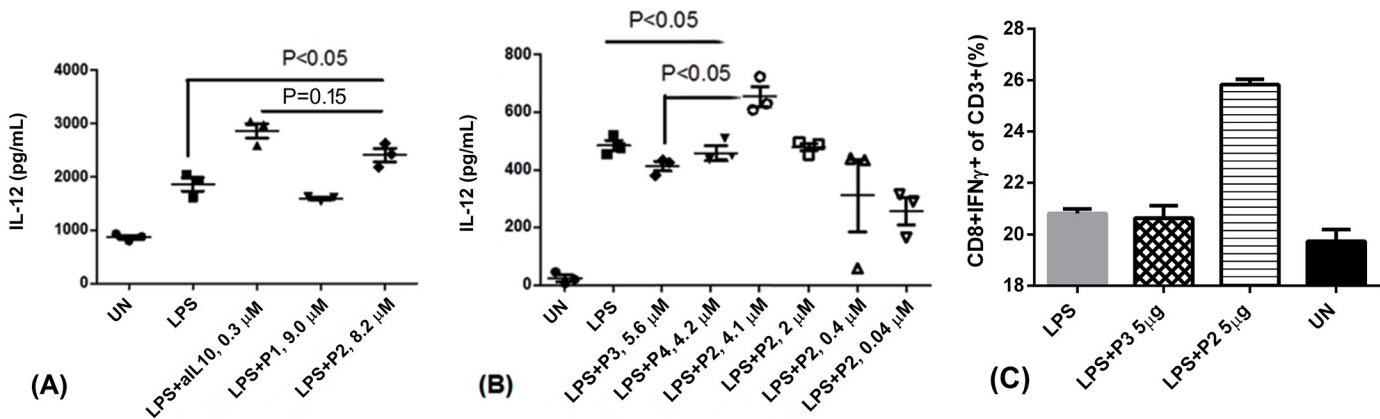 P<0.05
P=0.15
IL-12 (pg/mL)
4000
3000
2000
1000
0
UN
LPS
LPS+aIL10, 0.3 µM
LPS+P1, 9.0 µM
LPS+P2, 8.2 µM
(A)
P<0.05
P<0.05
IL-12 (pg/mL)
800
600
400
200
0
UN
LPS
LPS+P3, 5.6 µM
LPS+P4, 4.2 µM
LPS+P2, 4.1 µM
LPS+P2, 2 µM
LPS+P2, 0.4 µM
LPS+P2, 0.04 µM
(B)
CD8+IFNγ+ of CD3+(%)
28
26
24
22
20
18
LPS
LPS+P3 5µg
LPS+P2 5µg
UN
(C)
A
B
C